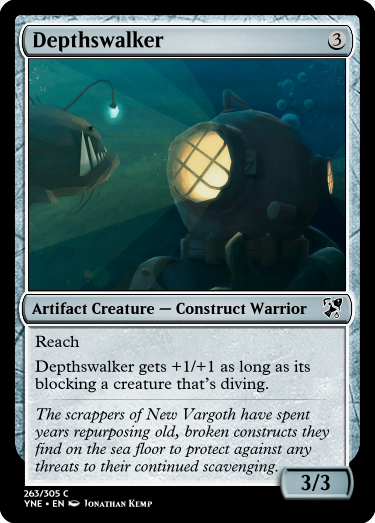 Depthswalker 3
Artifact Creature — Construct Warrior
Reach
Depthswalker gets +1/+1 as long as its
blocking a creature that's diving.
The scrappers of New Vargoth have spent
years repurposing old, broken constructs they
find on the sea floor to protect against any
threats to their continued scavenging.
3/3
263/305 C
YNE • EN Jonathan Kemp